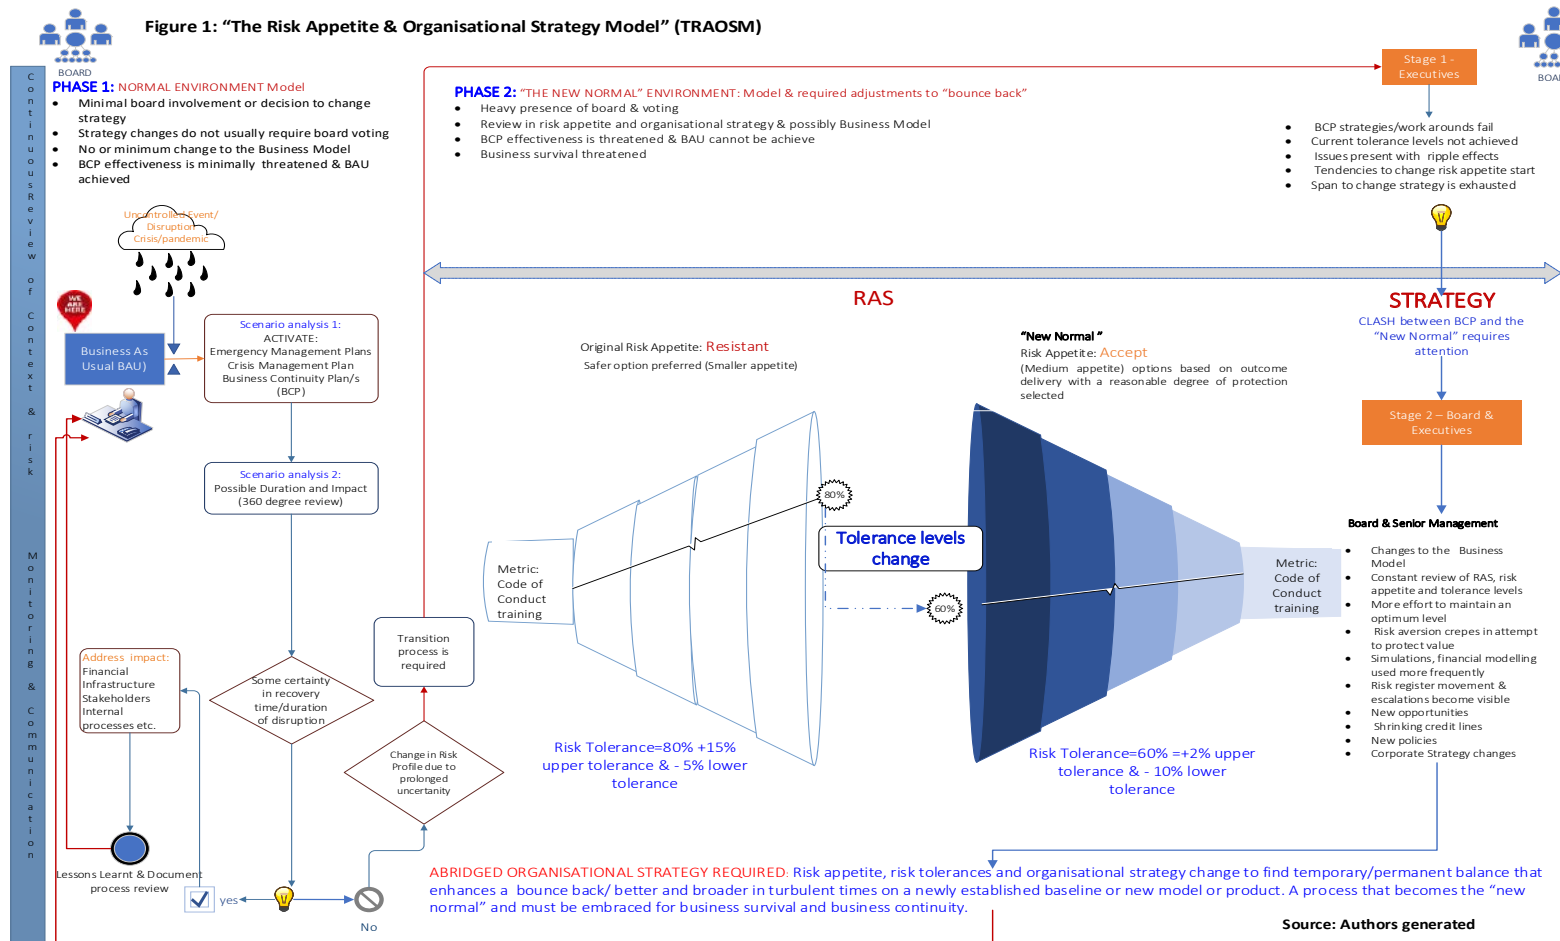 Figure 1: “The Risk Appetite & Organisational Strategy Model” (TRAOSM)
BOARD
BOA
Continuous Review of Context & risk Monitoring & Communication
PHASE 1: NORMAL ENVIRONMENT Model
• Minimal board involvement or decision to change
strategy
• Strategy changes do not usually require board voting
• No or minimum change to the Business Model
• BCP effectiveness is minimally threatened & BAU
achieved
Uncontrolled Event/
Disruption
Crisis/pandemic
WE
ARE
HERE
Business As
Usual BAU)
Scenario analysis 1:
ACTIVATE:
Emergency Management Plans
Crisis Management Plan
Business Continuity Plan/s
(BCP)
Scenario analysis 2:
Possible Duration and Impact
(360 degree review)
Some certainty
in recovery
time/duration
of disruption
Address impact:
Financial
Infrastructure
Stakeholders
Internal
processes etc.
Lessons Learnt & Document
process review
yes
No
Change in Risk
Profile due to
prolonged
uncertanity
Transition
process is
required
PHASE 2: “THE NEW NORMAL” ENVIRONMENT: Model & required adjustments to “bounce back”
• Heavy presence of board & voting
• Review in risk appetite and organisational strategy & possibly Business Model
• BCP effectiveness is threatened & BAU cannot be achieve
• Business survival threatened
RAS
Original Risk Appetite: Resistant
Safer option preferred (Smaller appetite)
“New Normal ”
Risk Appetite: Accept
(Medium appetite) options based on outcome
delivery with a reasonable degree of protection
selected
Metric:
Code of
Conduct
training
80%
Tolerance levels
change
60%
Metric:
Code of
Conduct
training
Risk Tolerance=80% +15%
upper tolerance & - 5% lower
tolerance
Risk Tolerance=60% =+2% upper
tolerance & - 10% lower
tolerance
Stage 1 -
Executives
• BCP strategies/work arounds fail
• Current tolerance levels not achieved
• Issues present with ripple effects
• Tendencies to change risk appetite start
• Span to change strategy is exhausted
STRATEGY
CLASH between BCP and the
“New Normal” requires
attention
Stage 2 – Board &
Executives
Board & Senior Management
• Changes to the Business
Model
• Constant review of RAS, risk
appetite and tolerance levels
• More effort to maintain an
optimum level
• Risk aversion crepes in attempt
to protect value
• Simulations, financial modelling
used more frequently
• Risk register movement &
escalations become visible
• New opportunities
• Shrinking credit lines
• New policies
• Corporate Strategy changes
ABRIDGED ORGANISATIONAL STRATEGY REQUIRED: Risk appetite, risk tolerances and organisational strategy change to find temporary/permanent balance that
enhances a bounce back/ better and broader in turbulent times on a newly established baseline or new model or product. A process that becomes the “new
normal” and must be embraced for business survival and business continuity.
Source: Authors generated